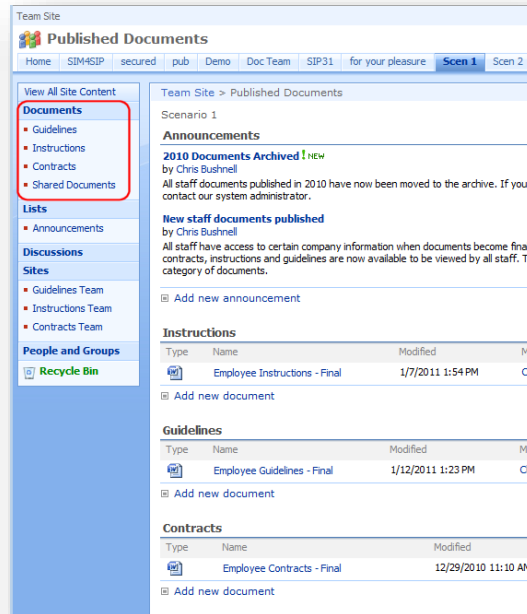 Team Site
Published Documents
Home SIM4SIP secured pub Demo Doc Team SIP31 for your pleasure Scen 1 Scen 2
View All Site Content
Documents
Guidelines
Instructions
Contracts
Shared Documents
Lists
Announcements
Discussions
Sites
Guidelines Team
Instructions Team
Contracts Team
People and Groups
Recycle Bin
Team Site > Published Documents
Scenario 1
Announcements
2010 Documents Archived ! NEW
by Chris Bushnell
All staff documents published in 2010 have now been moved to the archive. If you
contact our system administrator.
New staff documents published
by Chris Bushnell
All staff have access to certain company information when documents become fina
contracts, instructions and guidelines are now available to be viewed by all staff. T
category of documents.
Add new announcement
Instructions
Type Name Modified M
Employee Instructions - Final 1/7/2011 1:54 PM C
Add new document
Guidelines
Type Name Modified M
Employee Guidelines - Final 1/12/2011 1:23 PM Cl
Add new document
Contracts
Type Name Modified
Employee Contracts - Final 12/29/2010 11:10 AM
Add new document